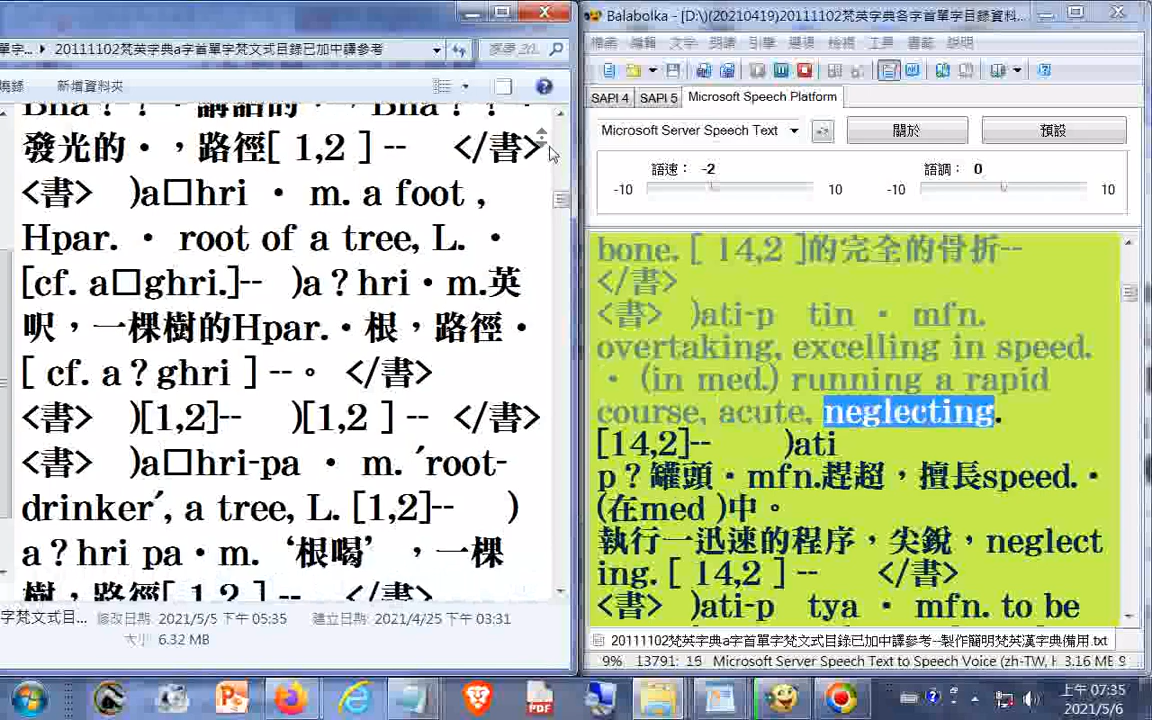 20111102梵英字典a字首單字梵文式目錄已加中譯參考
新增資料夾
發光的・，路徑[ 1,2 ] -- </書>
<書> )a□hri ・ m. a foot ,
Hpar. ・ root of a tree, L. ・
[cf. a□ghri.]-- )a？hri・m.英
呎，一棵樹的Hpar.・根，路徑・
[ cf. a？ghri ] --。 </書>
<書> )[1,2]-- )[1,2 ] -- </書>
<書> )a□hri-pa ・ m. 'root-
drinker', a tree, L. [1,2]-- )
a？hri pa・m.‘根喝’，一棵
樹，路徑[ 1,2 ] -- </書>
字梵文式目... 修改日期: 2021/5/5 下午 05:35 建立日期: 2021/4/25 下午 03:31
大小: 6.32 MB
Balabolka - [D:\)(20210419)20111102梵英字典各字首單字目錄資料...
檔案 編輯 文字 朗讀 引擎 選項 檢視 工具 書籤 說明
SAPI 4 SAPI 5 Microsoft Speech Platform
Microsoft Server Speech Text 關於 預設
語速： -2 語調： 0
-10 10 -10 10
bone. [ 14,2 ]的完全的骨折--
</書>
<書> )ati-p tin ・ mfn.
overtaking, excelling in speed.
・ (in med.) running a rapid
course, acute, neglecting.
[14,2]-- )ati
p？罐頭・mfn.趕超，擅長speed.・
(在med )中。
執行一迅速的程序，尖銳，neglect
ing. [ 14,2 ] -- </書>
<書> )ati-p tya ・ mfn. to be
20111102梵英字典a字首單字梵文式目錄已加中譯參考--製作簡明梵英漢字典備用.txt
9% 13791: 15 Microsoft Server Speech Text to Speech Voice (zh-TW, H 3.16 MB 9
PDF
上午 07:35
2021/5/6